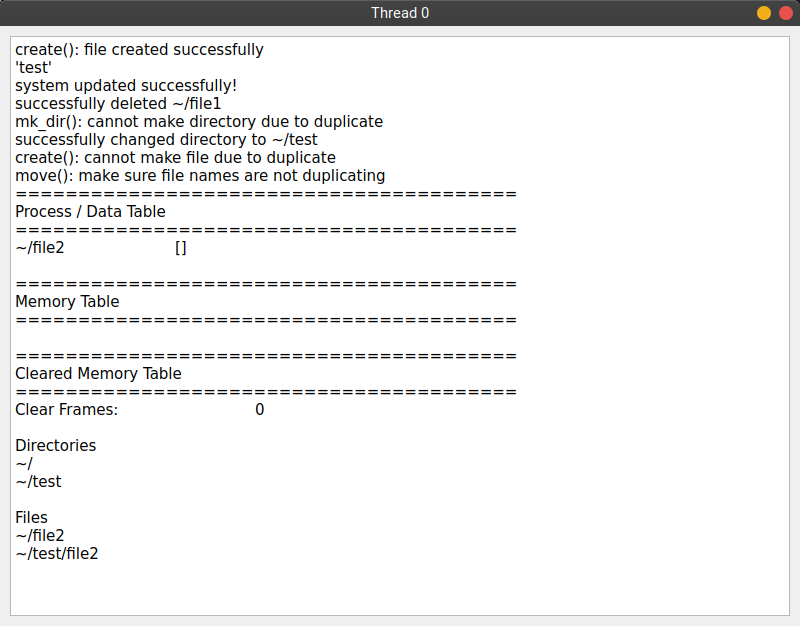 Thread 0
create(): file created successfully
'test'
system updated successfully!
successfully deleted ~/file1
mk_dir(): cannot make directory due to duplicate
successfully changed directory to ~/test
create(): cannot make file due to duplicate
move(): make sure file names are not duplicating
========================================
Process / Data Table
========================================
~/file2 []
========================================
Memory Table
========================================
========================================
Cleared Memory Table
========================================
Clear Frames: 0
Directories
~/
~/test
Files
~/file2
~/test/file2